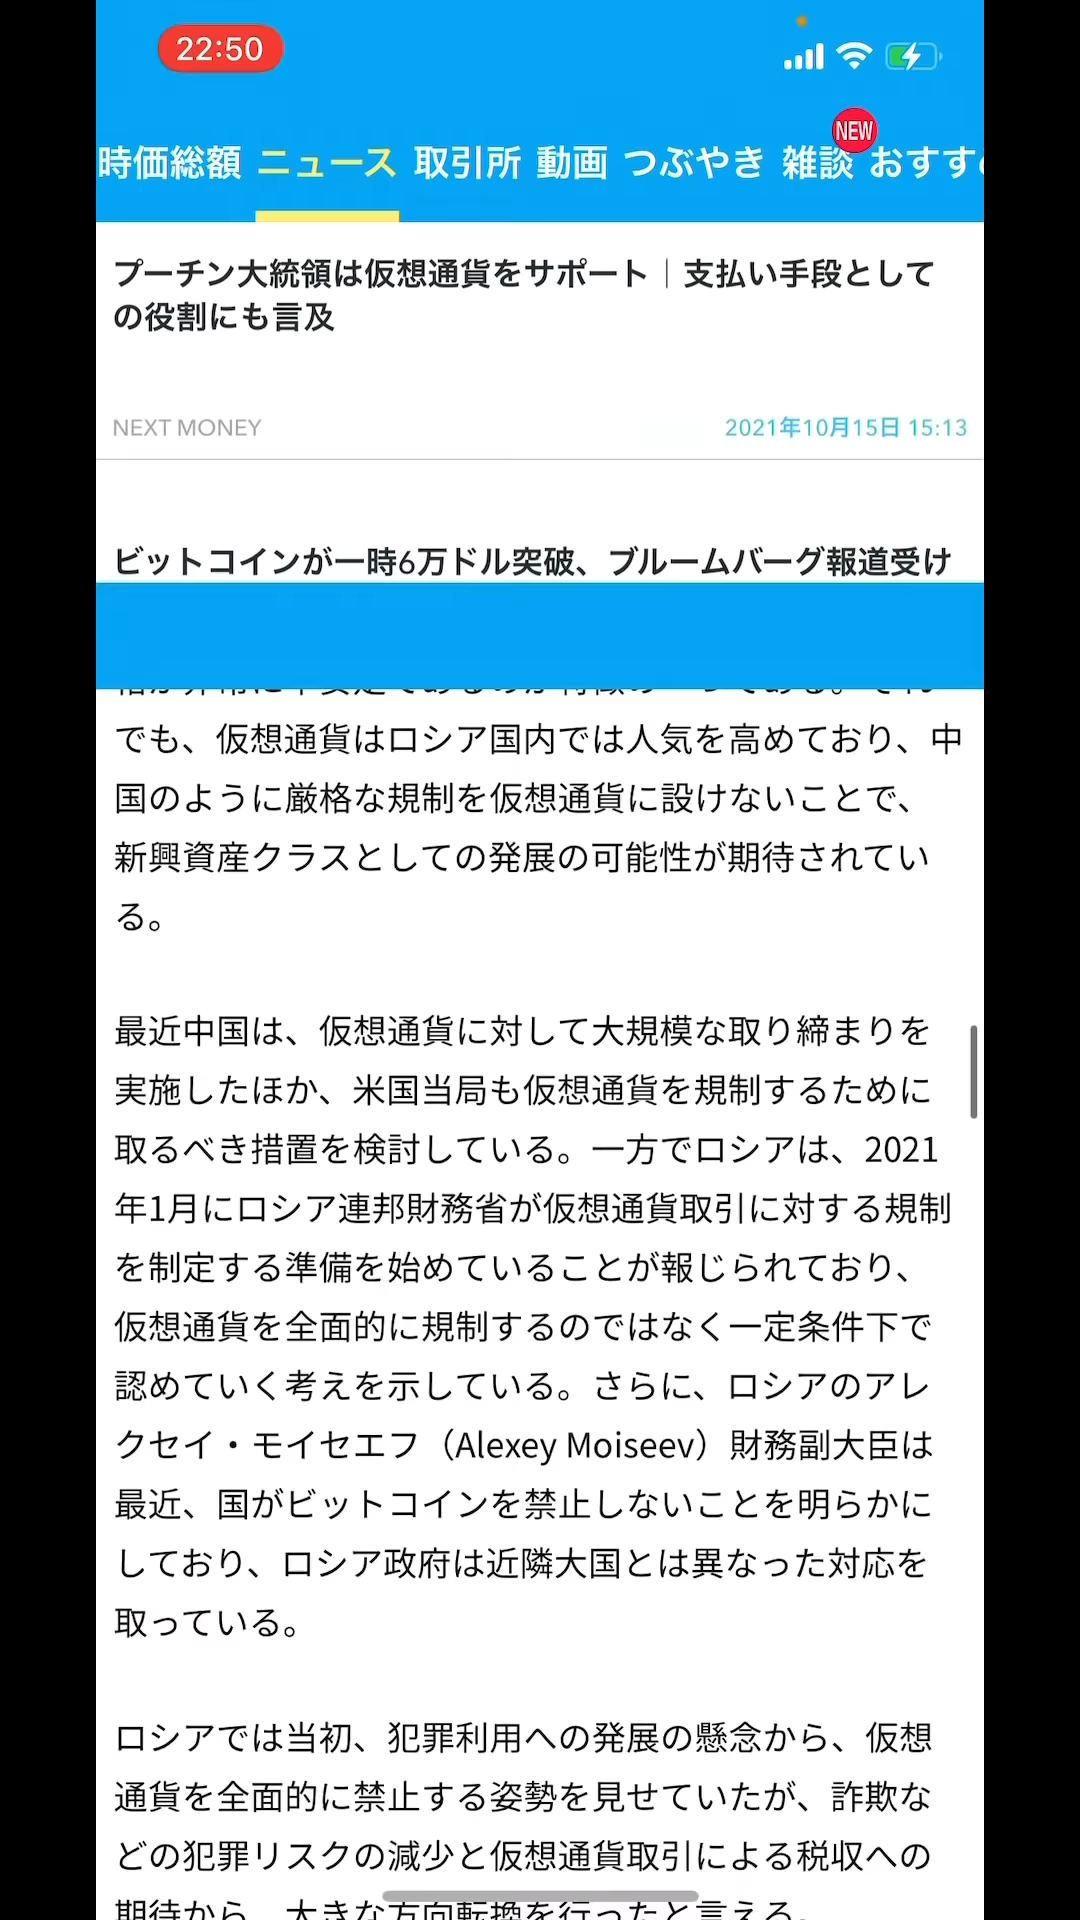 22:50
NEW
時価総額 ニュース 取引所 動画 つぶやき 雑談 おすす
プーチン大統領は仮想通貨をサポート｜支払い手段として
の役割にも言及
NEXT MONEY 2021年10月15日 15:13
ビットコインが一時6万ドル突破、ブルームバーグ報道受け
でも、仮想通貨はロシア国内では人気を高めており、中
国のように厳格な規制を仮想通貨に設けないことで、
新興資産クラスとしての発展の可能性が期待されてい
る。
最近中国は、仮想通貨に対して大規模な取り締まりを
実施したほか、米国当局も仮想通貨を規制するために
取るべき措置を検討している。一方でロシアは、2021
年1月にロシア連邦財務省が仮想通貨取引に対する規制
を制定する準備を始めていることが報じられており、
仮想通貨を全面的に規制するのではなく一定条件下で
認めていく考えを示している。さらに、ロシアのアレ
クセイ・モイセエフ（Alexey Moiseev）財務副大臣は
最近、国がビットコインを禁止しないことを明らかに
しており、ロシア政府は近隣大国とは異なった対応を
取っている。
ロシアでは当初、犯罪利用への発展の懸念から、仮想
通貨を全面的に禁止する姿勢を見せていたが、詐欺な
どの犯罪リスクの減少と仮想通貨取引による税収への
期待から、大きな方向転換を行ったと言える。